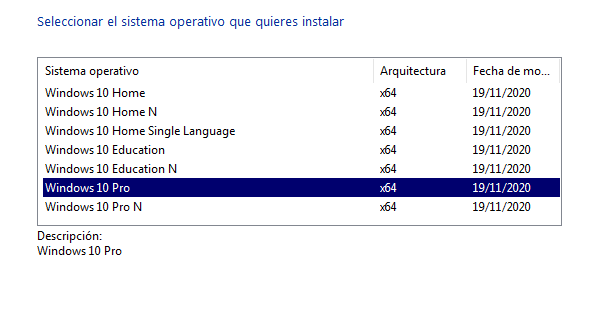 Seleccionar el sistema operativo que quieres instalar
Sistema operativo Arquitectura Fecha de mo...
Windows 10 Home x64 19/11/2020
Windows 10 Home N x64 19/11/2020
Windows 10 Home Single Language x64 19/11/2020
Windows 10 Education x64 19/11/2020
Windows 10 Education N x64 19/11/2020
Windows 10 Pro x64 19/11/2020
Windows 10 Pro N x64 19/11/2020
Descripción:
Windows 10 Pro